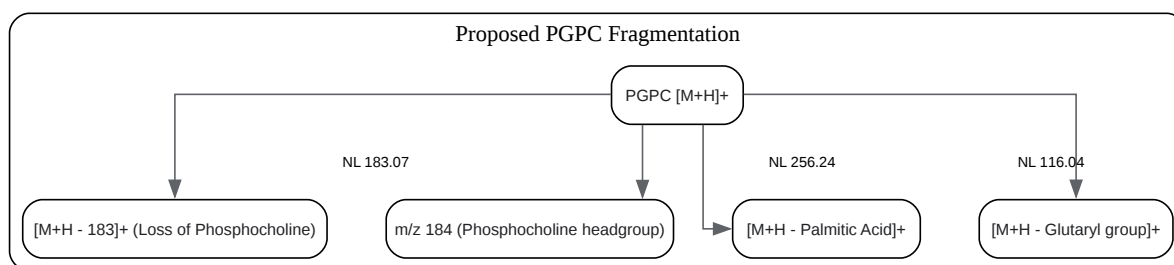 Proposed PGPC Fragmentation
PGPC [M+H]+
NL 183.07
NL 256.24
NL 116.04
[M+H - 183]+ (Loss of Phosphocholine)
m/z 184 (Phosphocholine headgroup)
[M+H - Palmitic Acid]+
[M+H - Glutaryl group]+